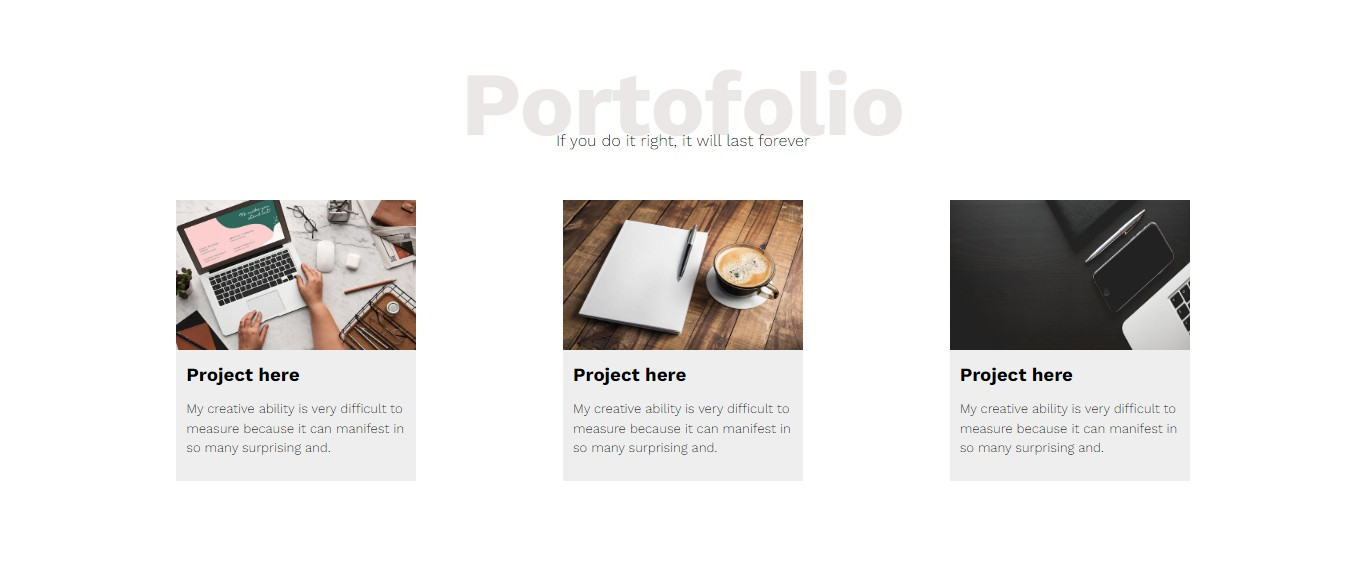 Portofolio
If you do it right, it will last forever
Project here
My creative ability is very difficult to
measure because it can manifest in
so many surprising and.
Project here
My creative ability is very difficult to
measure because it can manifest in
so many surprising and.
Project here
My creative ability is very difficult to
measure because it can manifest in
so many surprising and.